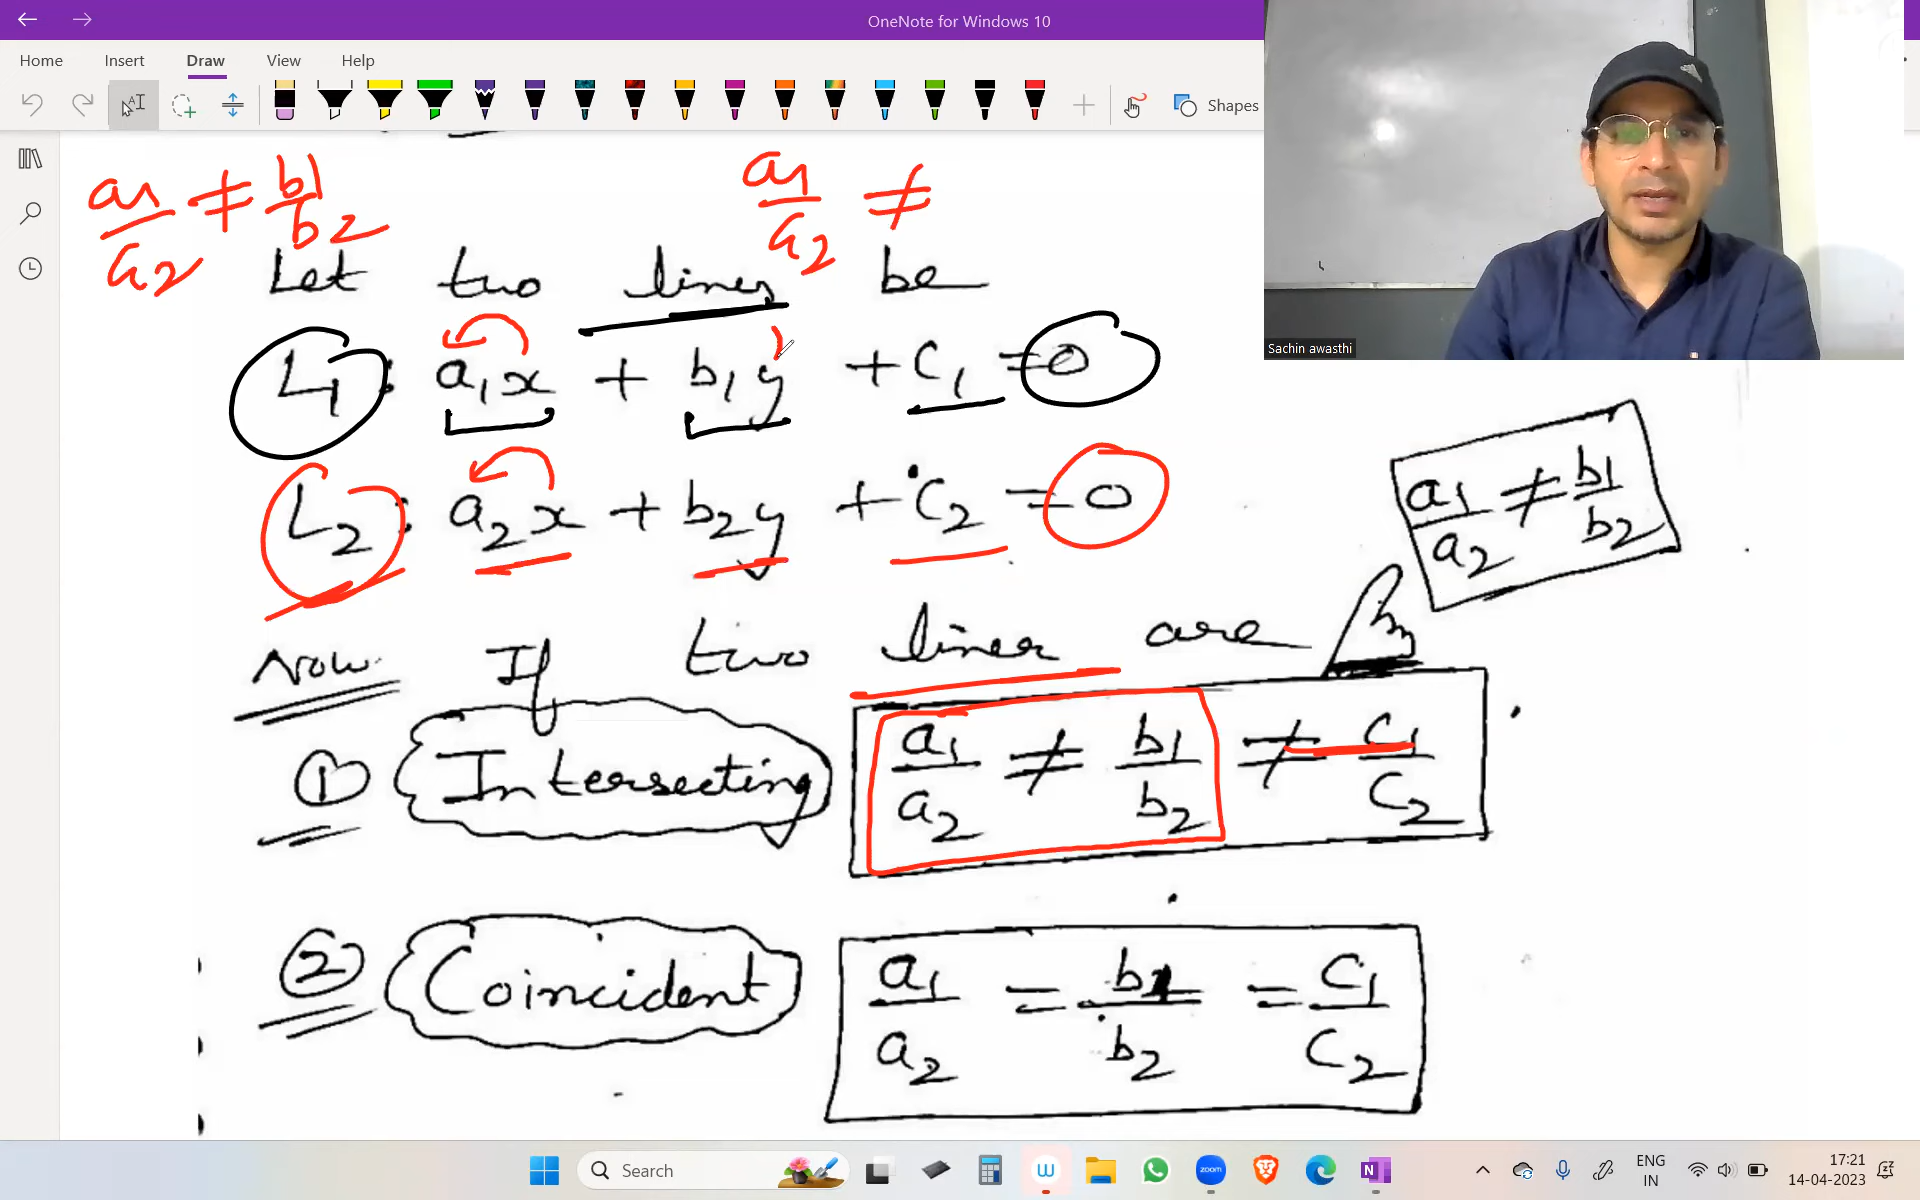 OneNote for Windows 10
Home Insert Draw View Help
Shapes
Sachin awasthi
a1/a2 ≠ b1/b2
a1/a2 ≠
Let two lines be
L1: a1x + b1y + c1 = 0
L2: a2x + b2y + c2 = 0
a1/a2 ≠ b1/b2
Now If two lines are
① Intersecting a1/a2 ≠ b1/b2 ≠ c1/c2
② Coincident a1/a2 = b1/b2 = c1/c2
Search
zoom
ENG
IN
17:21
14-04-2023